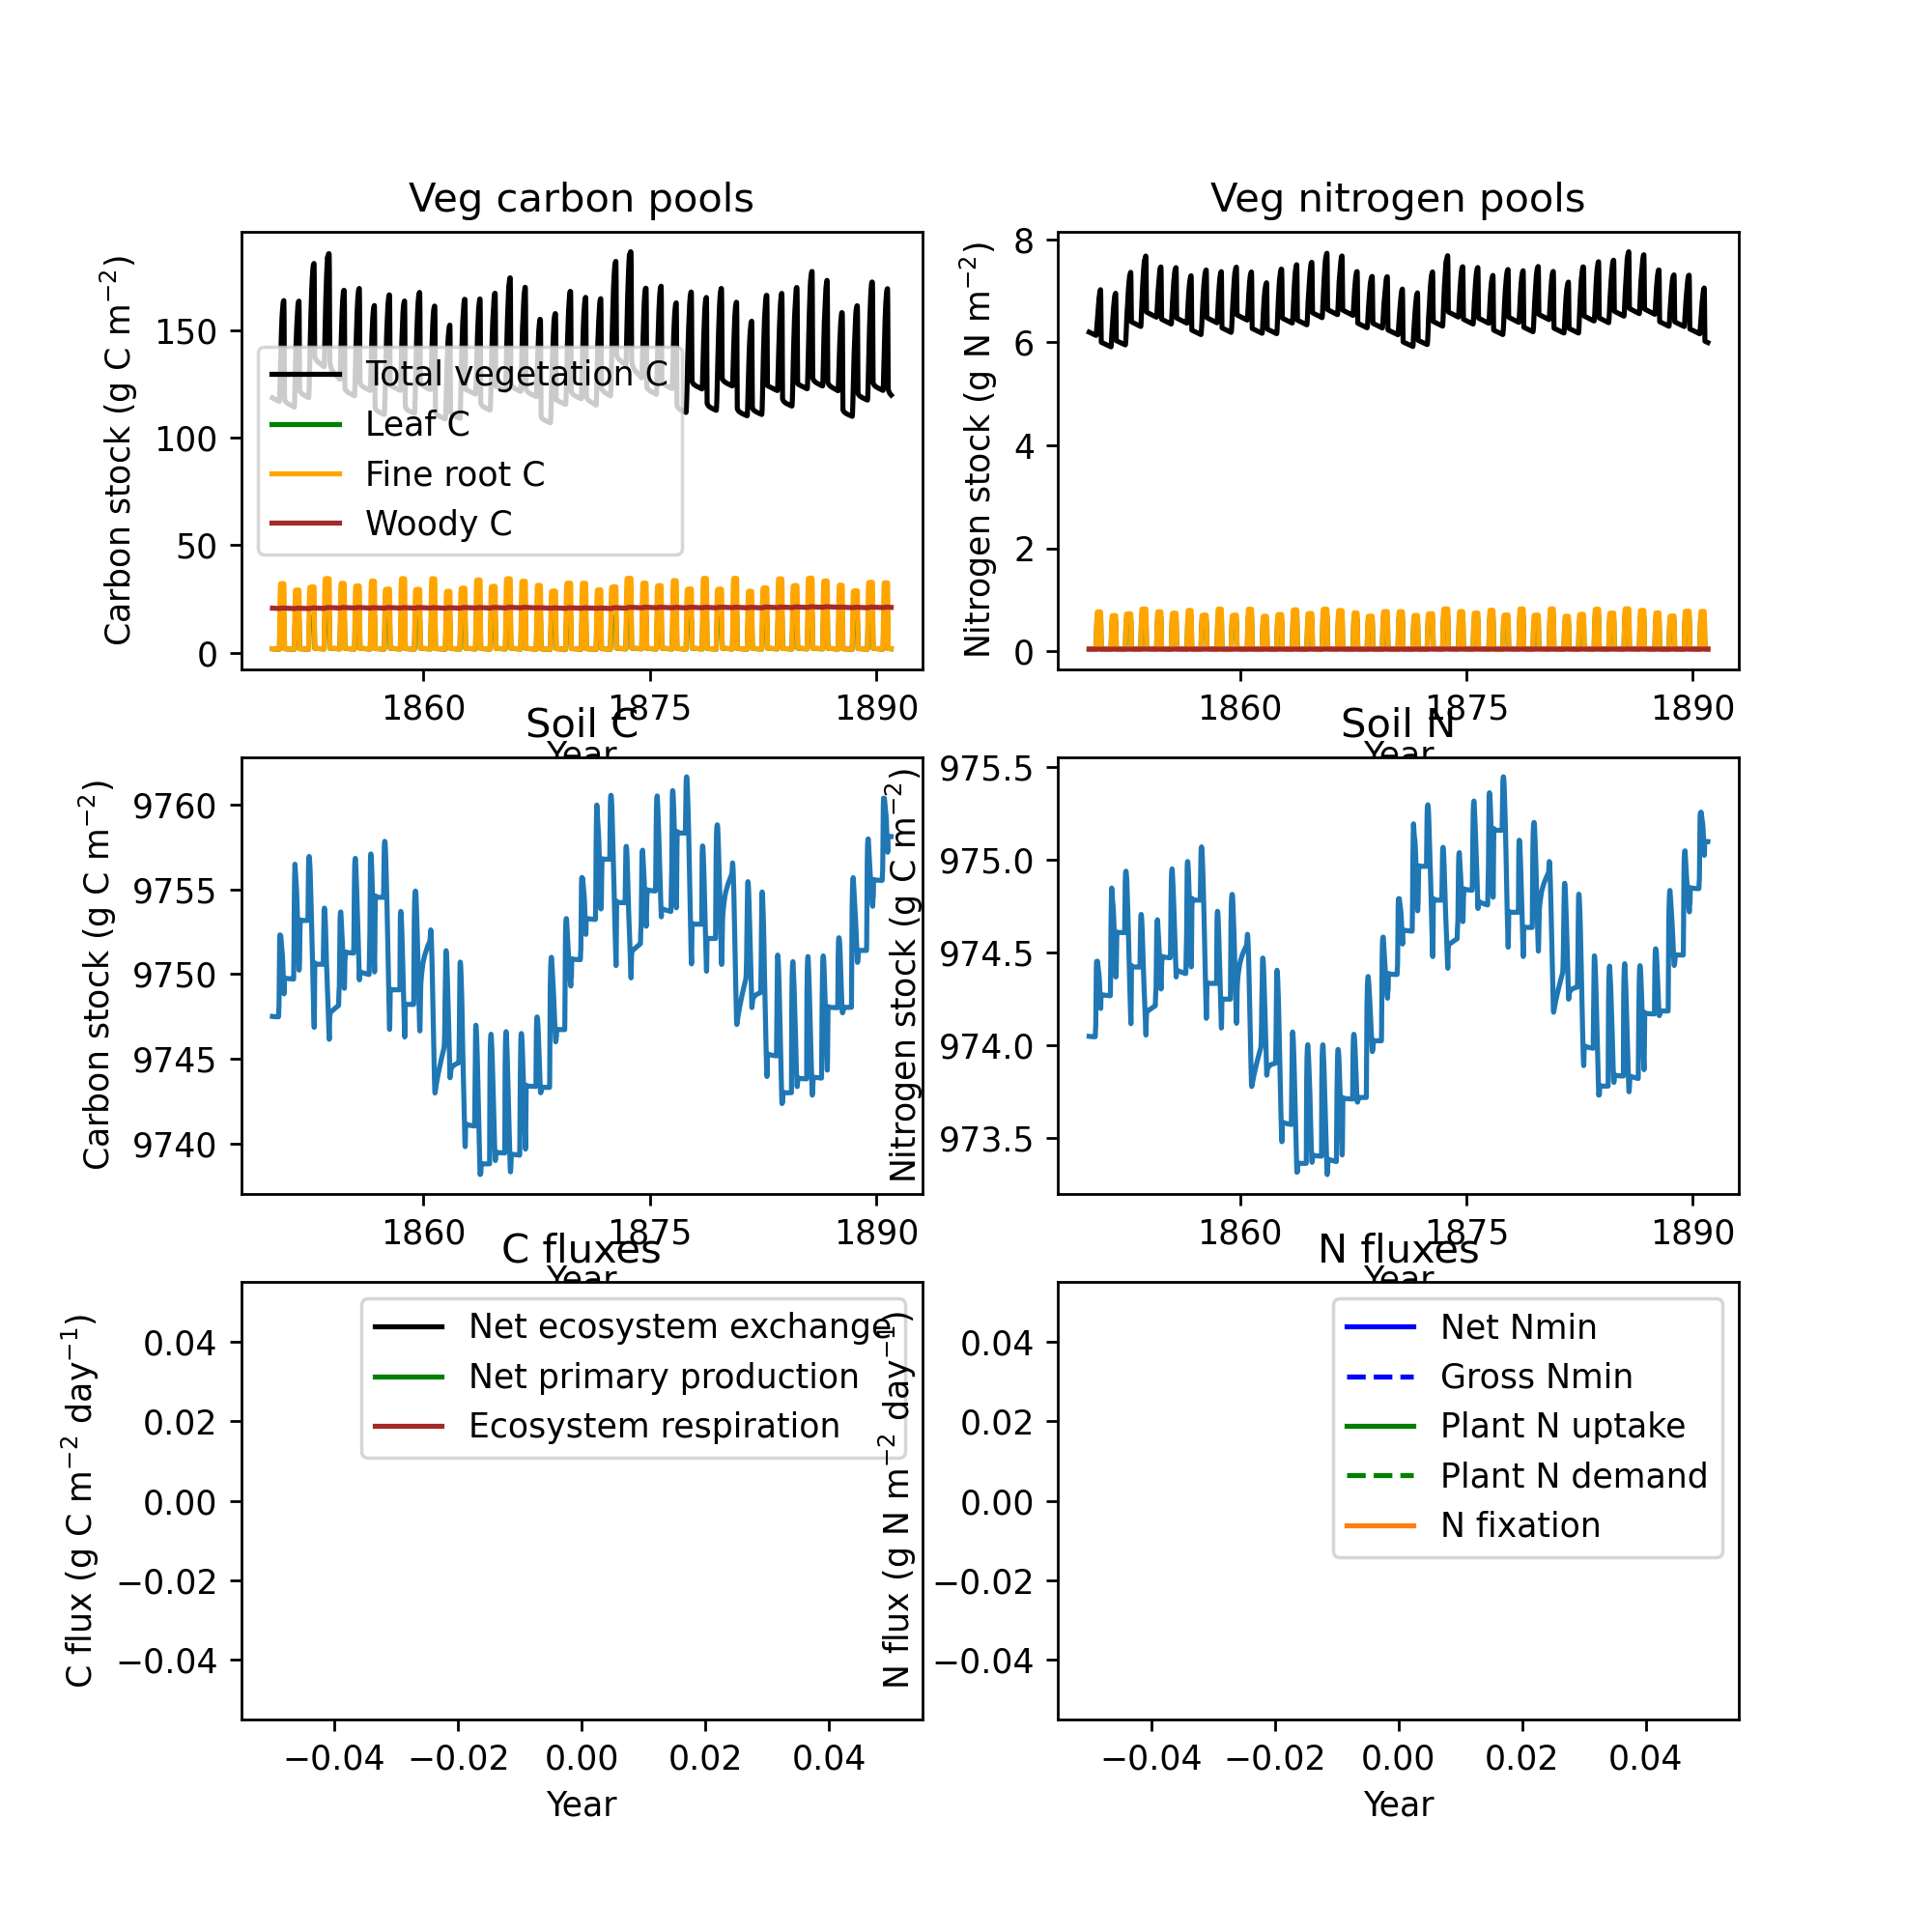 Veg carbon pools
Veg nitrogen pools
Carbon stock (g C m⁻²)
150
100
50
0
Total vegetation C
Leaf C
Fine root C
Woody C
1860
1875
1890
Year
Nitrogen stock (g N m⁻²)
8
6
4
2
0
1860
1875
1890
Year
Soil C
Soil N
Carbon stock (g C m⁻²)
9760
9755
9750
9745
9740
1860
1875
1890
Year
Nitrogen stock (g C m⁻²)
975.5
975.0
974.5
974.0
973.5
1860
1875
1890
Year
C fluxes
N fluxes
C flux (g C m⁻² day⁻¹)
0.04
0.02
0.00
−0.02
−0.04
Net ecosystem exchange
Net primary production
Ecosystem respiration
−0.04
−0.02
0.00
0.02
0.04
Year
N flux (g N m⁻² day⁻¹)
0.04
0.02
0.00
−0.02
−0.04
Net Nmin
Gross Nmin
Plant N uptake
Plant N demand
N fixation
−0.04
−0.02
0.00
0.02
0.04
Year